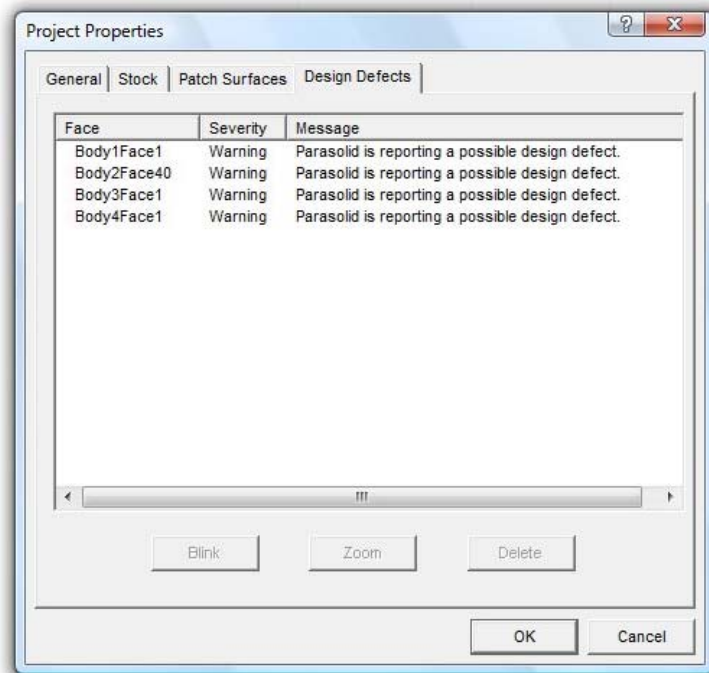 Project Properties
General Stock Patch Surfaces Design Defects
Face Severity Message
Body1Face1 Warning Parasolid is reporting a possible design defect.
Body2Face40 Warning Parasolid is reporting a possible design defect.
Body3Face1 Warning Parasolid is reporting a possible design defect.
Body4Face1 Warning Parasolid is reporting a possible design defect.
Blink Zoom Delete
OK Cancel